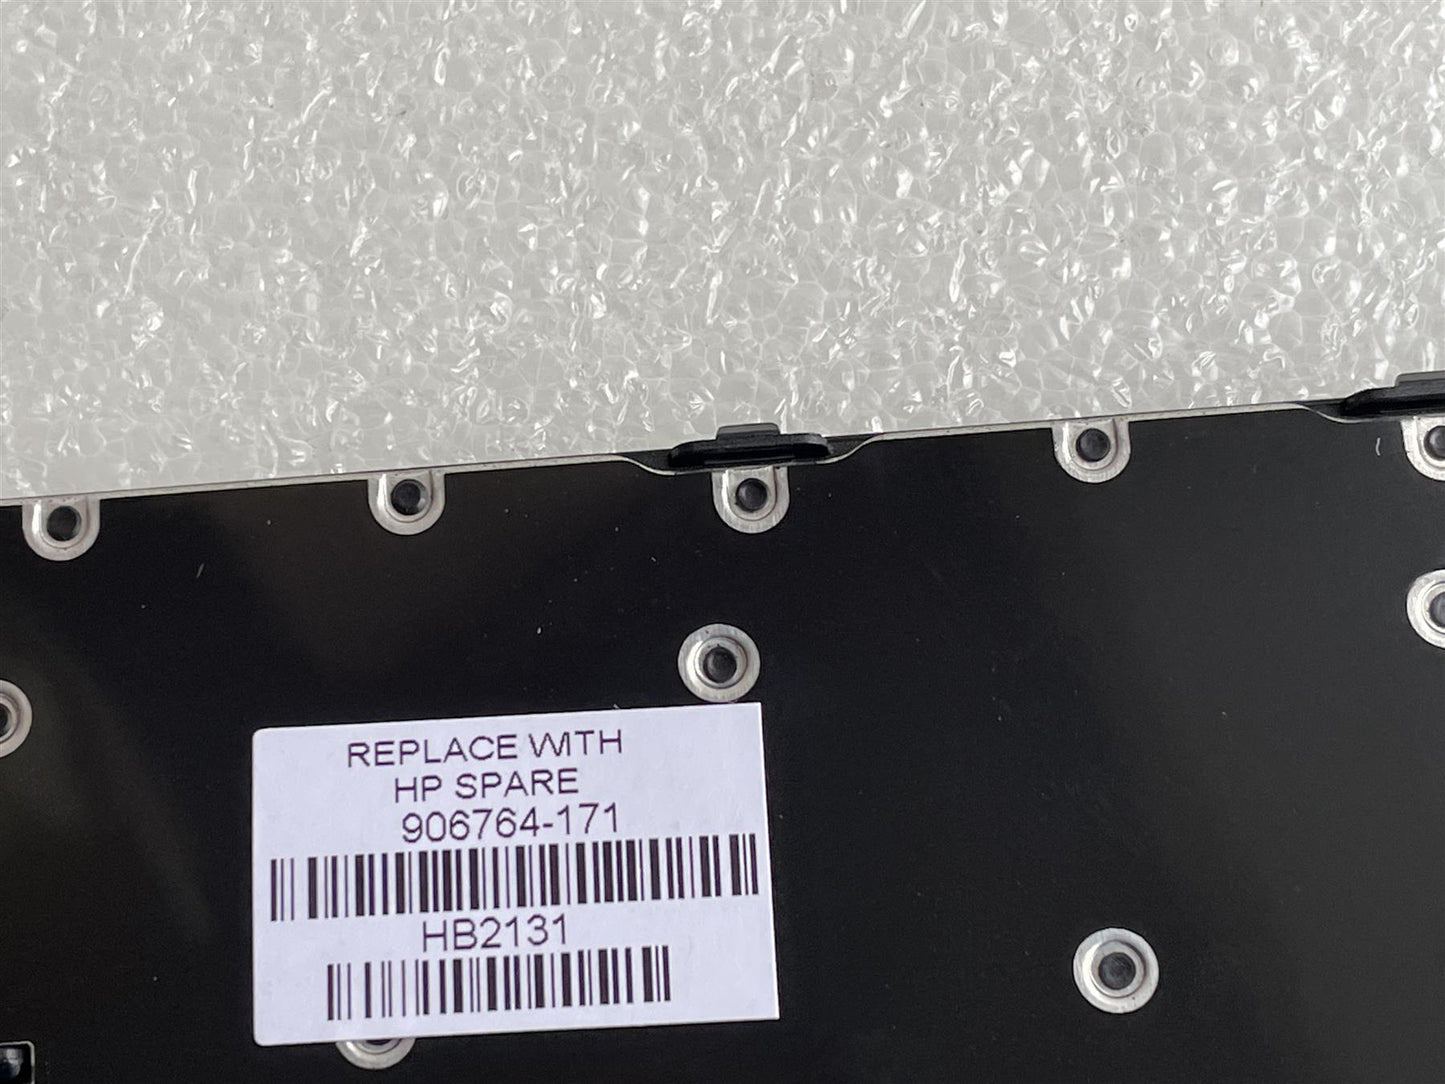 REPLACE WITH
HP SPARE
906764-171
HB2131